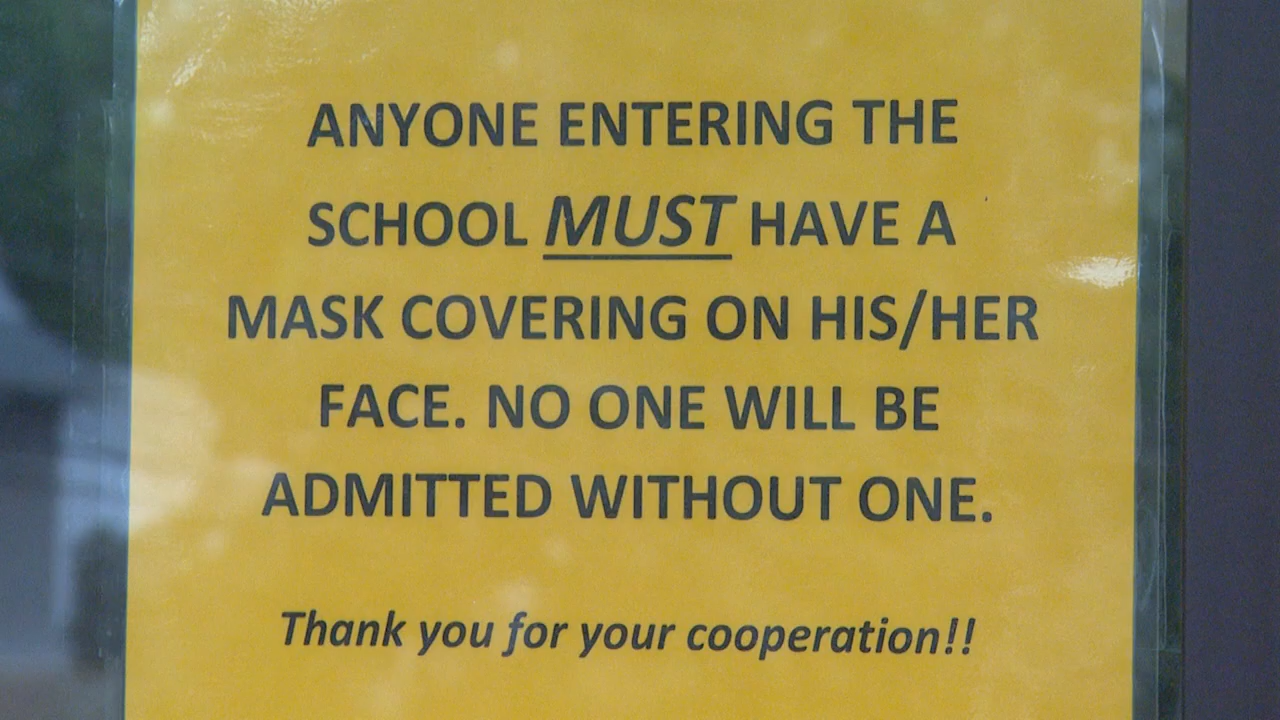 ANYONE ENTERING THE
SCHOOL MUST HAVE A
MASK COVERING ON HIS/HER
FACE. NO ONE WILL BE
ADMITTED WITHOUT ONE.
Thank you for your cooperation!!